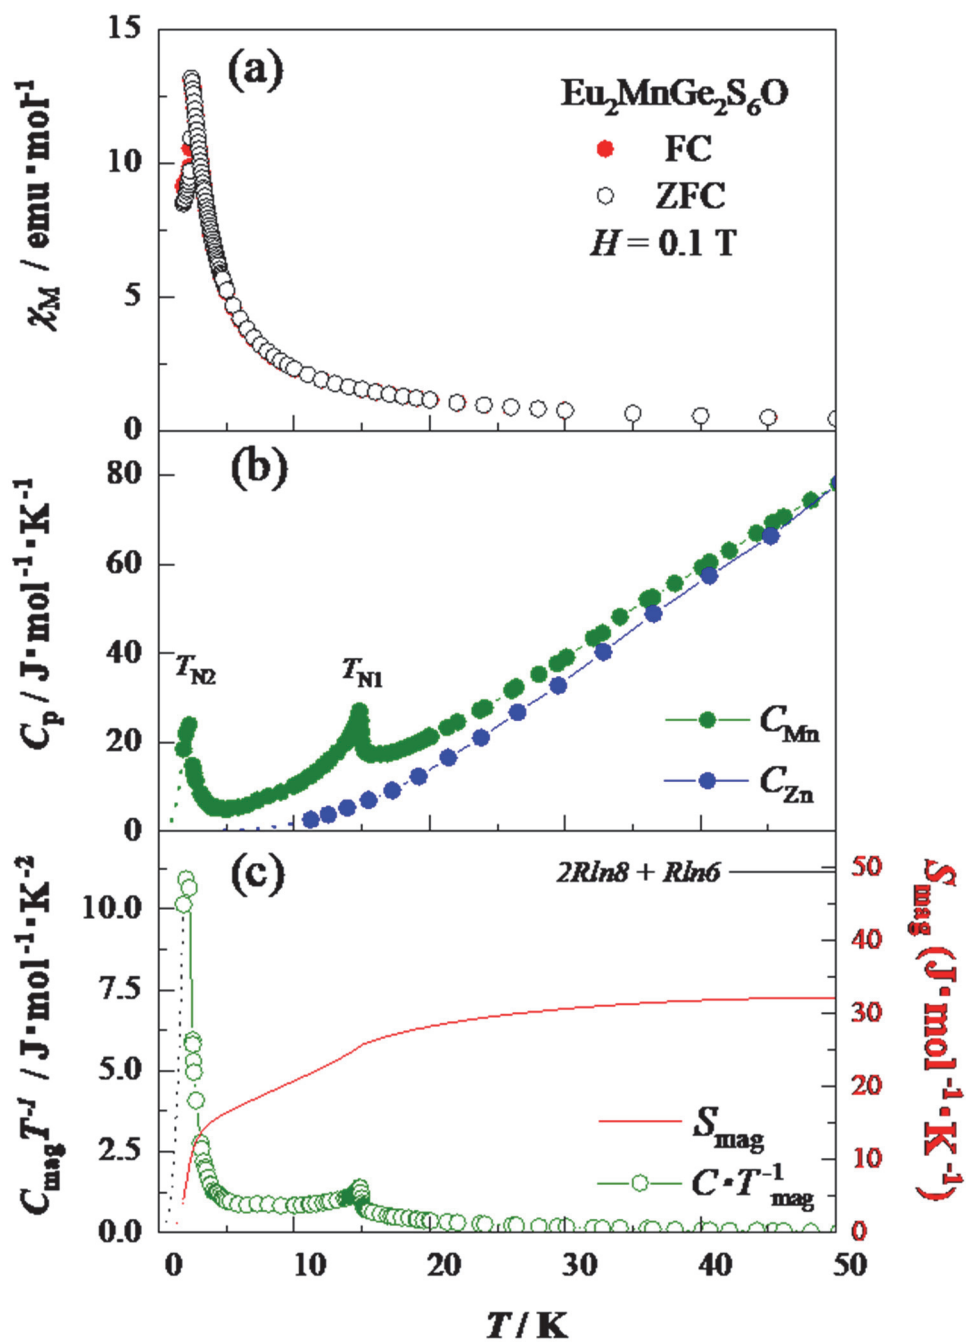 15
(a)
Eu₂MnGe₂S₆O
FC
ZFC
H = 0.1 T
10
5
0
χM / emu·mol⁻¹
(b)
80
60
40
20
0
TN2
TN1
CMn
CZn
Cp / J·mol⁻¹·K⁻¹
(c)
2Rln8 + Rln6
10.0
7.5
5.0
2.5
0.0
Smag
C·T⁻¹mag
CmagT⁻¹ / J·mol⁻¹·K⁻²
50
40
30
20
10
0
Smag (J·mol⁻¹·K⁻¹)
0 10 20 30 40 50
T / K